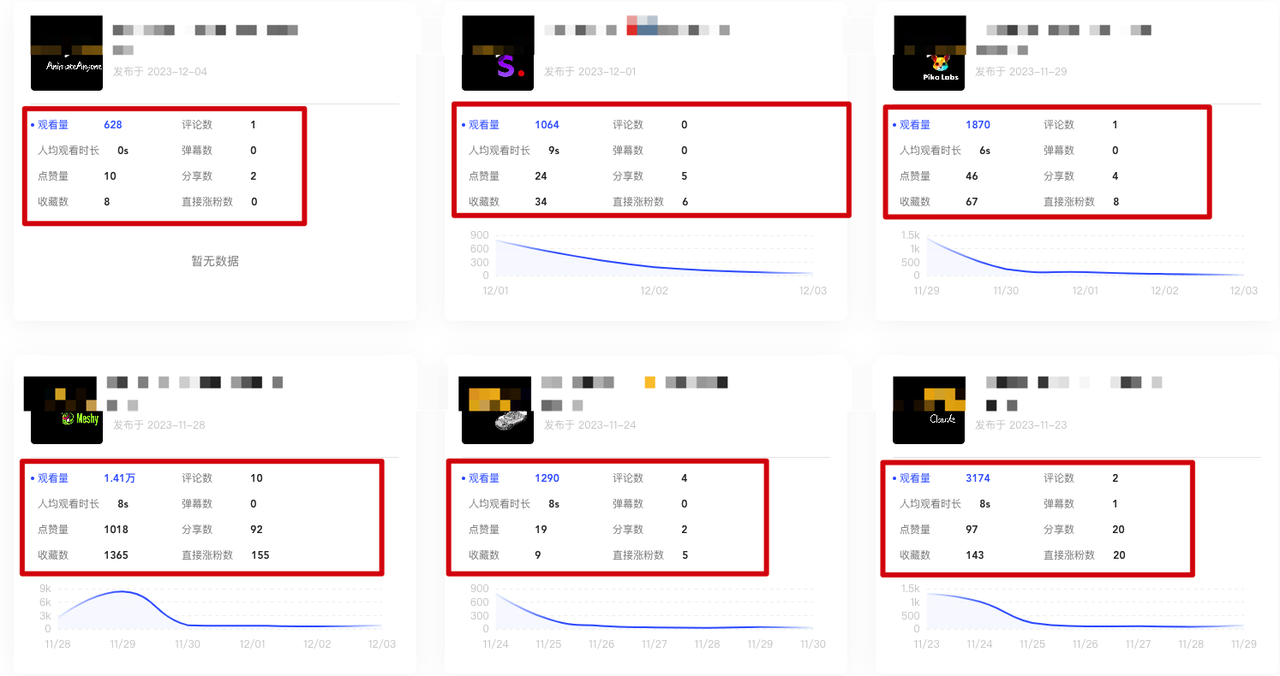 AnimateAnyone
发布于 2023-12-04
观看量 628 评论数 1
人均观看时长 0s 弹幕数 0
点赞量 10 分享数 2
收藏数 8 直接涨粉数 0
暂无数据
S.
发布于 2023-12-01
观看量 1064 评论数 0
人均观看时长 9s 弹幕数 0
点赞量 24 分享数 5
收藏数 34 直接涨粉数 6
900
600
300
0
12/01 12/02 12/03
Pika Labs
发布于 2023-11-29
观看量 1870 评论数 1
人均观看时长 6s 弹幕数 0
点赞量 46 分享数 4
收藏数 67 直接涨粉数 8
1.5k
1k
500
0
11/29 11/30 12/01 12/02 12/03
Meshy
发布于 2023-11-28
观看量 1.41万 评论数 10
人均观看时长 8s 弹幕数 0
点赞量 1018 分享数 92
收藏数 1365 直接涨粉数 155
9k
6k
3k
0
11/28 11/29 11/30 12/01 12/02 12/03
发布于 2023-11-24
观看量 1290 评论数 4
人均观看时长 8s 弹幕数 0
点赞量 19 分享数 2
收藏数 9 直接涨粉数 5
900
600
300
0
11/24 11/25 11/26 11/27 11/28 11/29 11/30
Claude
发布于 2023-11-23
观看量 3174 评论数 2
人均观看时长 8s 弹幕数 1
点赞量 97 分享数 20
收藏数 143 直接涨粉数 20
1.5k
1k
500
0
11/23 11/24 11/25 11/26 11/27 11/28 11/29